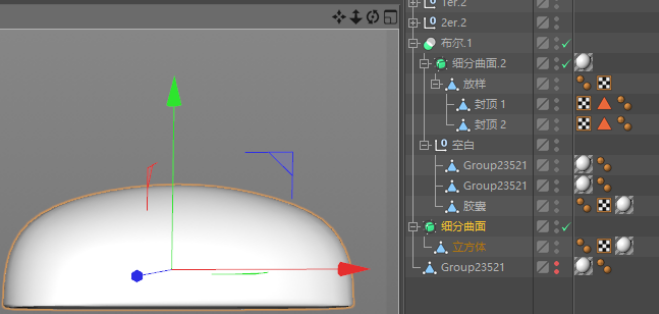 1er.2
2er.2
布尔.1
细分曲面.2
放样
封顶 1
封顶 2
空白
Group23521
Group23521
胶囊
细分曲面
立方体
Group23521